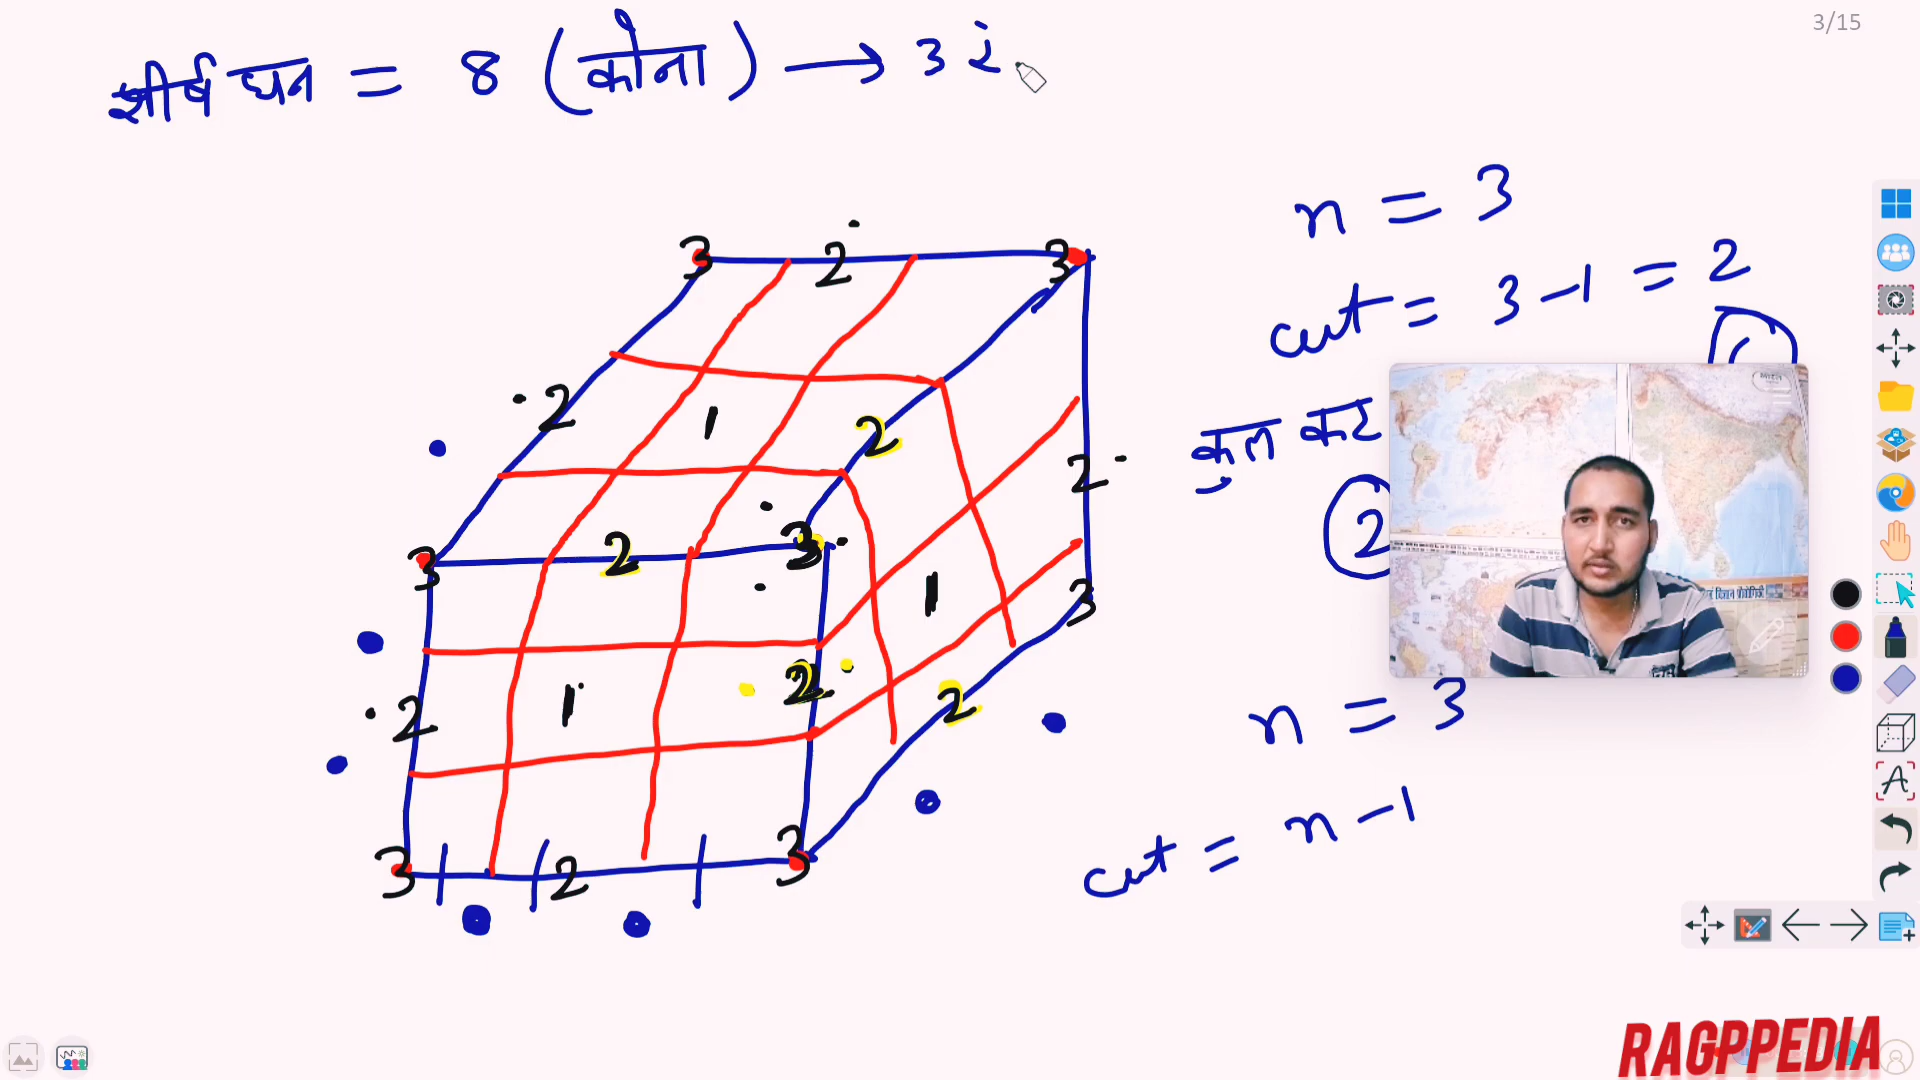 3/15
शीर्ष घन = 8 (कोना) → 3
n = 3
cut = 3 - 1 = 2
3 2 3
2 1 2 2
3 2 3 1 3
2 1 2 2
3 2 3
2
n = 3
cut = n - 1
RAGPPEDIA